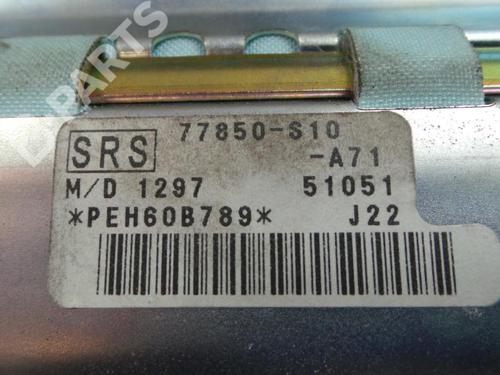 B PARTS
SRS 77850-S10
-A71
M/D 1297 51051
*PEH60B789* J22